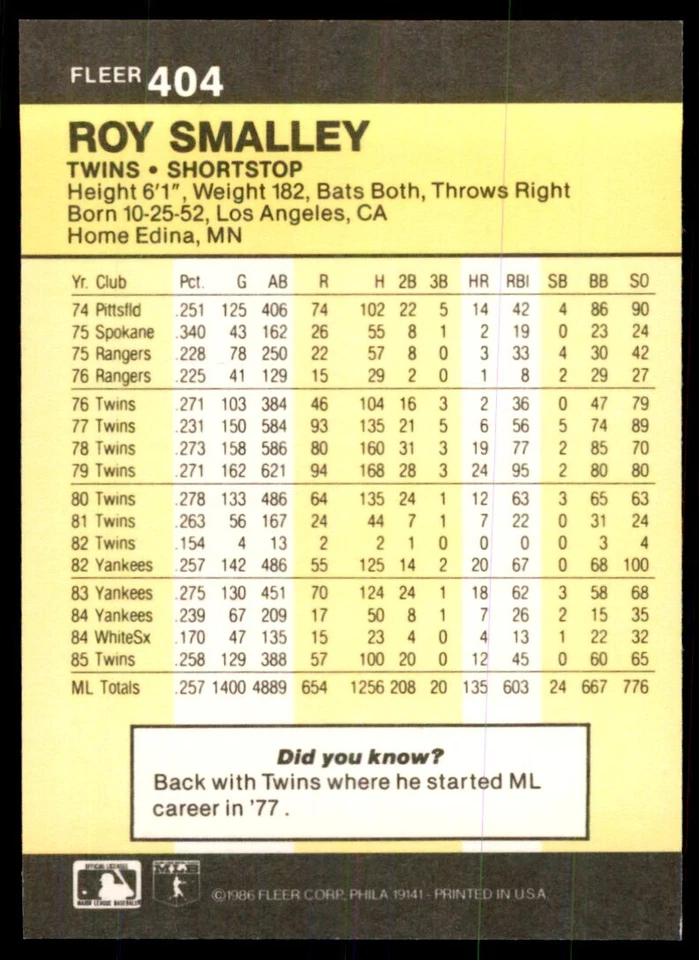 FLEER 404
ROY SMALLEY
TWINS • SHORTSTOP
Height 6'1", Weight 182, Bats Both, Throws Right
Born 10-25-52, Los Angeles, CA
Home Edina, MN
Yr. Club Pct. G AB R H 2B 3B HR RBI SB BB SO
74 Pittsfld .251 125 406 74 102 22 5 14 42 4 86 90
75 Spokane .340 43 162 26 55 8 1 2 19 0 23 24
75 Rangers .228 78 250 22 57 8 0 3 33 4 30 42
76 Rangers .225 41 129 15 29 2 0 1 8 2 29 27
76 Twins .271 103 384 46 104 16 3 2 36 0 47 79
77 Twins .231 150 584 93 135 21 5 6 56 5 74 89
78 Twins .273 158 586 80 160 31 3 19 77 2 85 70
79 Twins .271 162 621 94 168 28 3 24 95 2 80 80
80 Twins .278 133 486 64 135 24 1 12 63 3 65 63
81 Twins .263 56 167 24 44 7 1 7 22 0 31 24
82 Twins .154 4 13 2 2 1 0 0 0 0 3 4
82 Yankees .257 142 486 55 125 14 2 20 67 0 68 100
83 Yankees .275 130 451 70 124 24 1 18 62 3 58 68
84 Yankees .239 67 209 17 50 8 1 7 26 2 15 35
84 WhiteSx .170 47 135 15 23 4 0 4 13 1 22 32
85 Twins .258 129 388 57 100 20 0 12 45 0 60 65
ML Totals .257 1400 4889 654 1256 208 20 135 603 24 667 776
Did you know?
Back with Twins where he started ML
career in '77 .
OFFICIAL LICENSEE
MAJOR LEAGUE BASEBALL
©1986 FLEER CORP., PHILA 19141 - PRINTED IN U.S.A.